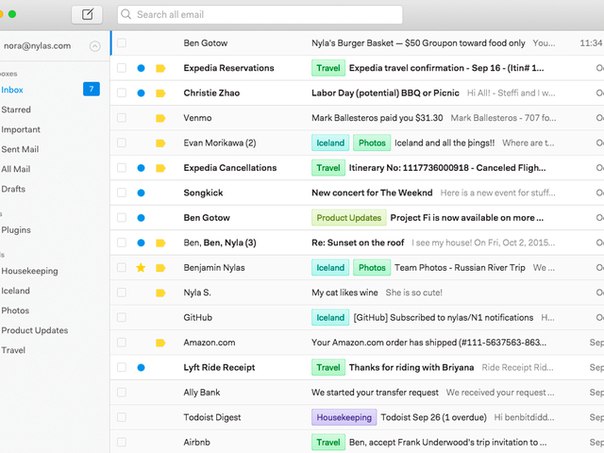 Search all email
nora@nylas.com
Inbox 7
Starred
Important
Sent Mail
All Mail
Drafts
Plugins
Housekeeping
Iceland
Photos
Product Updates
Travel
Ben Gotow Nyla's Burger Basket — $50 Groupon toward food only You... 11:34
Expedia Reservations Travel Expedia travel confirmation - Sep 16 - (Itin# 1...
Christie Zhao Labor Day (potential) BBQ or Picnic Hi All! - Steffi and I w...
Venmo Mark Ballesteros paid you $31.30 Mark Ballesteros - 707 fo...
Evan Morikawa (2) Iceland Photos Iceland and all the þings!! Where are t...
Expedia Cancellations Travel Itinerary No: 1117736000918 - Canceled Fligh...
Songkick New concert for The Weeknd Here is a new event for stuff...
Ben Gotow Product Updates Project Fi is now available on more ...
Ben, Ben, Nyla (3) Re: Sunset on the roof I see my house! On Fri, Oct 2, 2015...
Benjamin Nylas Iceland Photos Team Photos - Russian River Trip We ...
Nyla S. My cat likes wine She is so cute!
GitHub Iceland [GitHub] Subscribed to nylas/N1 notifications H...
Amazon.com Your Amazon.com order has shipped (#111-5637563-863... Sep
Lyft Ride Receipt Travel Thanks for riding with Briyana Ride Receipt Rid... Sep
Ally Bank We started your transfer request We received your request ... Sep
Todoist Digest Housekeeping Todoist Sep 26 (1 overdue) Hi benbitdidd... Sep
Airbnb Travel Ben, accept Frank Underwood's trip invitation to ... Sep